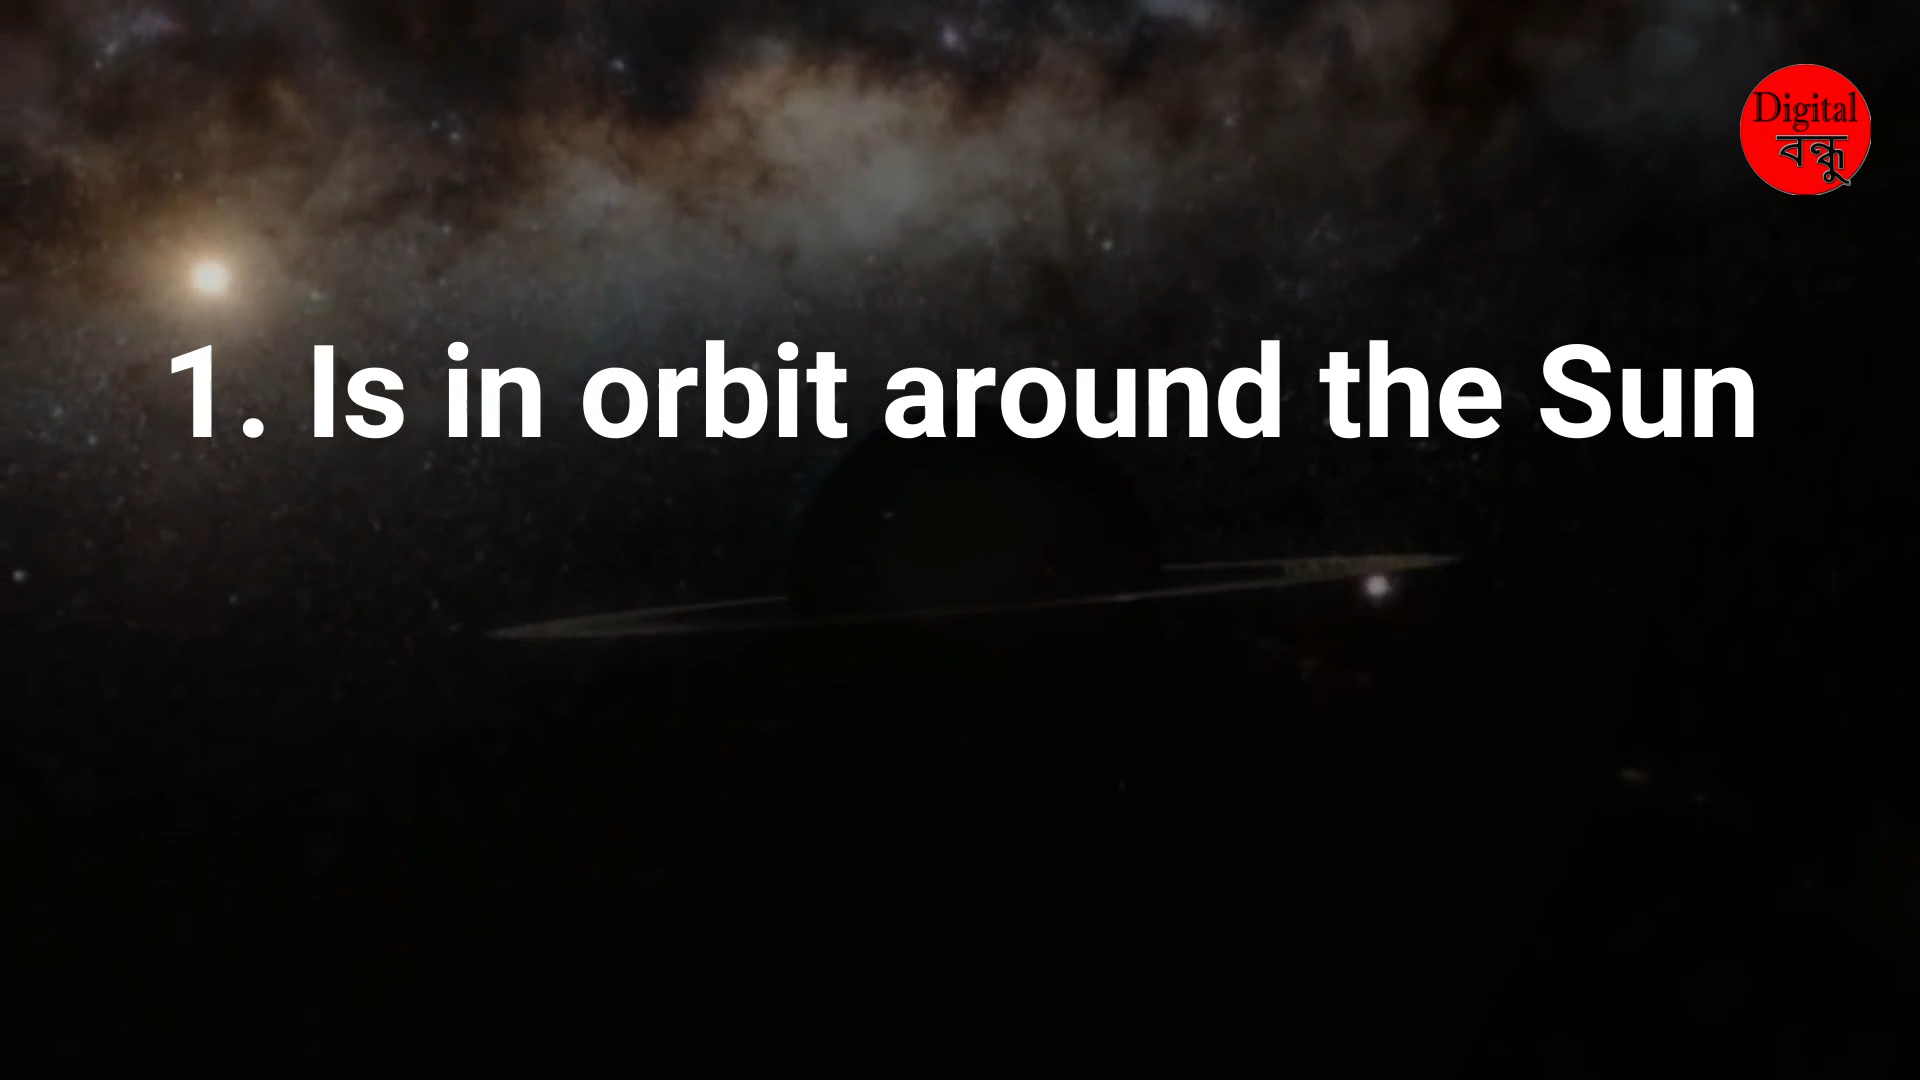 Digital
বন্ধু
1. Is in orbit around the Sun